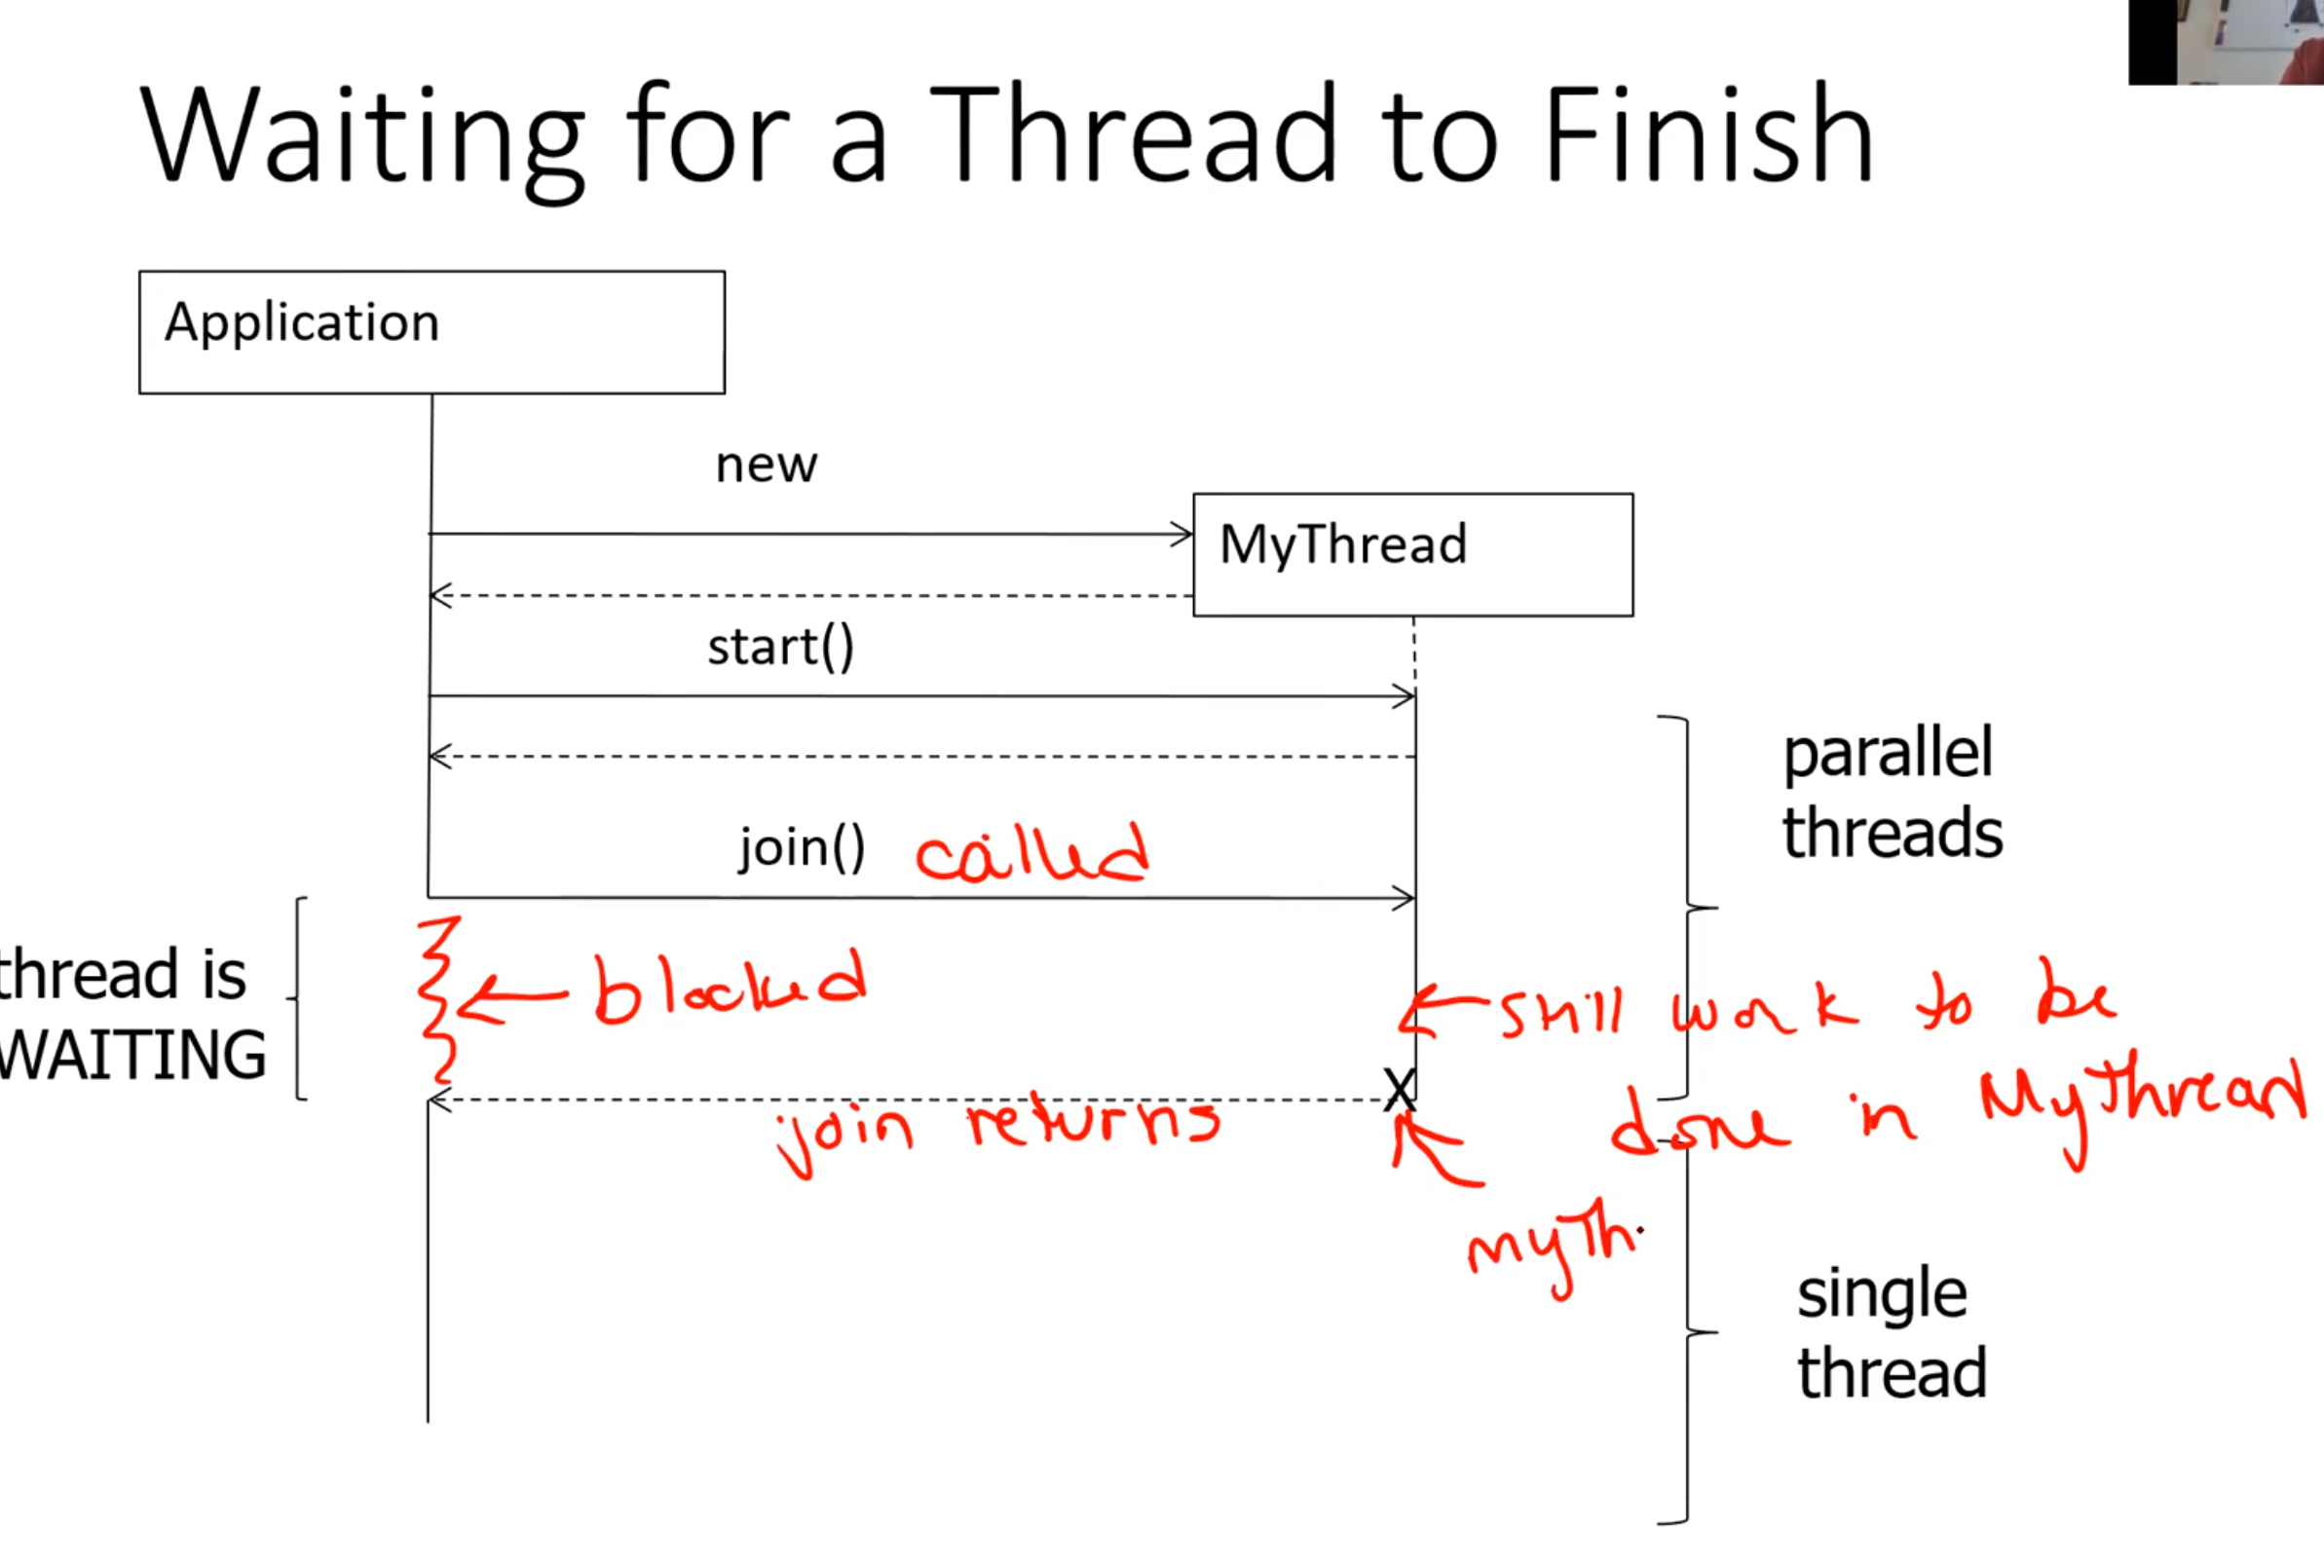 Waiting for a Thread to Finish
Application
new
MyThread
start()
parallel
threads
join() called
thread is
WAITING
blocked
still work to be
done in Mythread
join returns
myth
single
thread